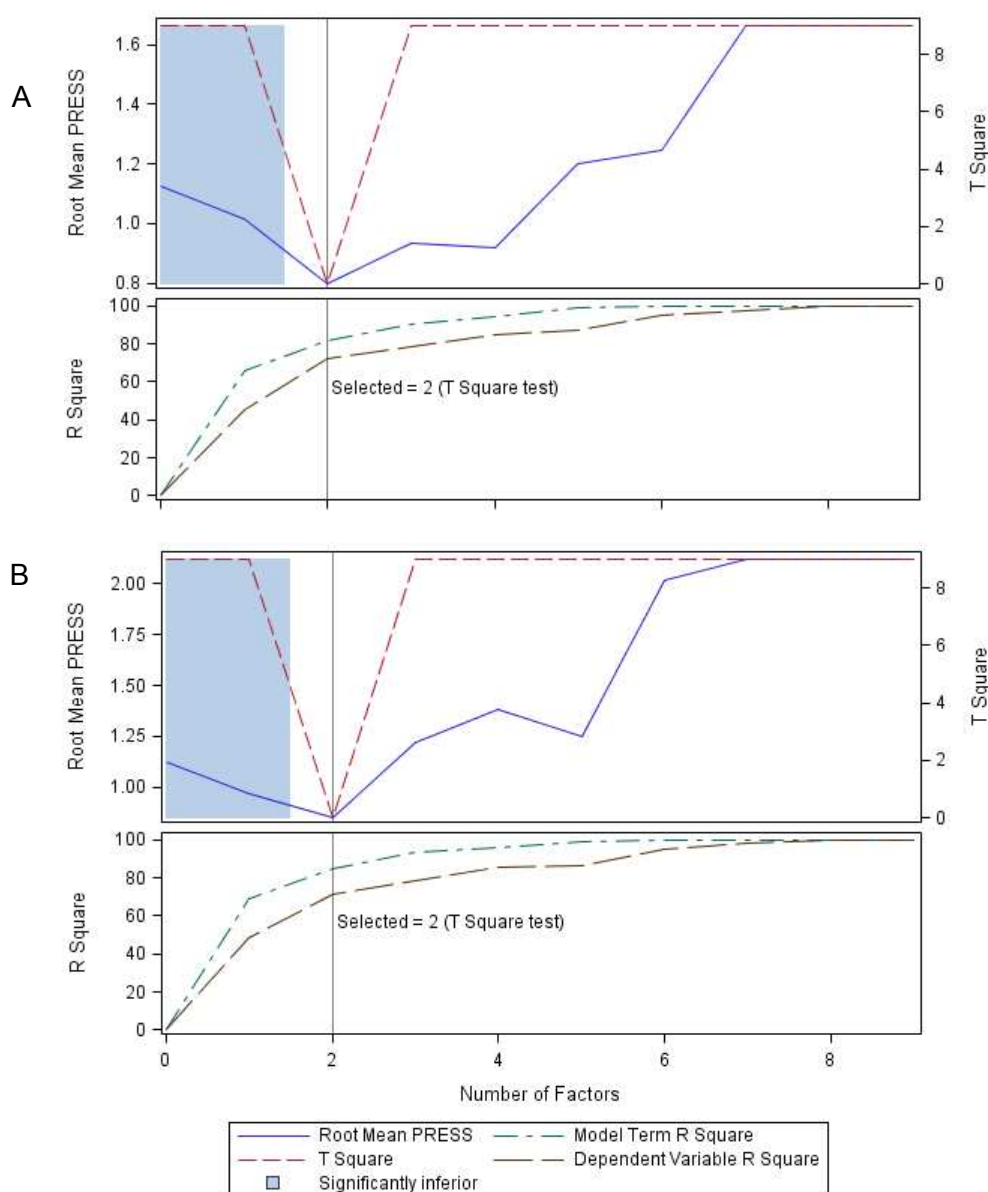 A
Root Mean PRESS
1.6
1.4
1.2
1.0
0.8
8
6
4
2
0
T Square
R Square
100
80
60
40
20
0
Selected = 2 (T Square test)
B
Root Mean PRESS
2.00
1.75
1.50
1.25
1.00
8
6
4
2
0
T Square
R Square
100
80
60
40
20
0
Selected = 2 (T Square test)
0 2 4 6 8
Number of Factors
Root Mean PRESS Model Term R Square
T Square Dependent Variable R Square
Significantly inferior